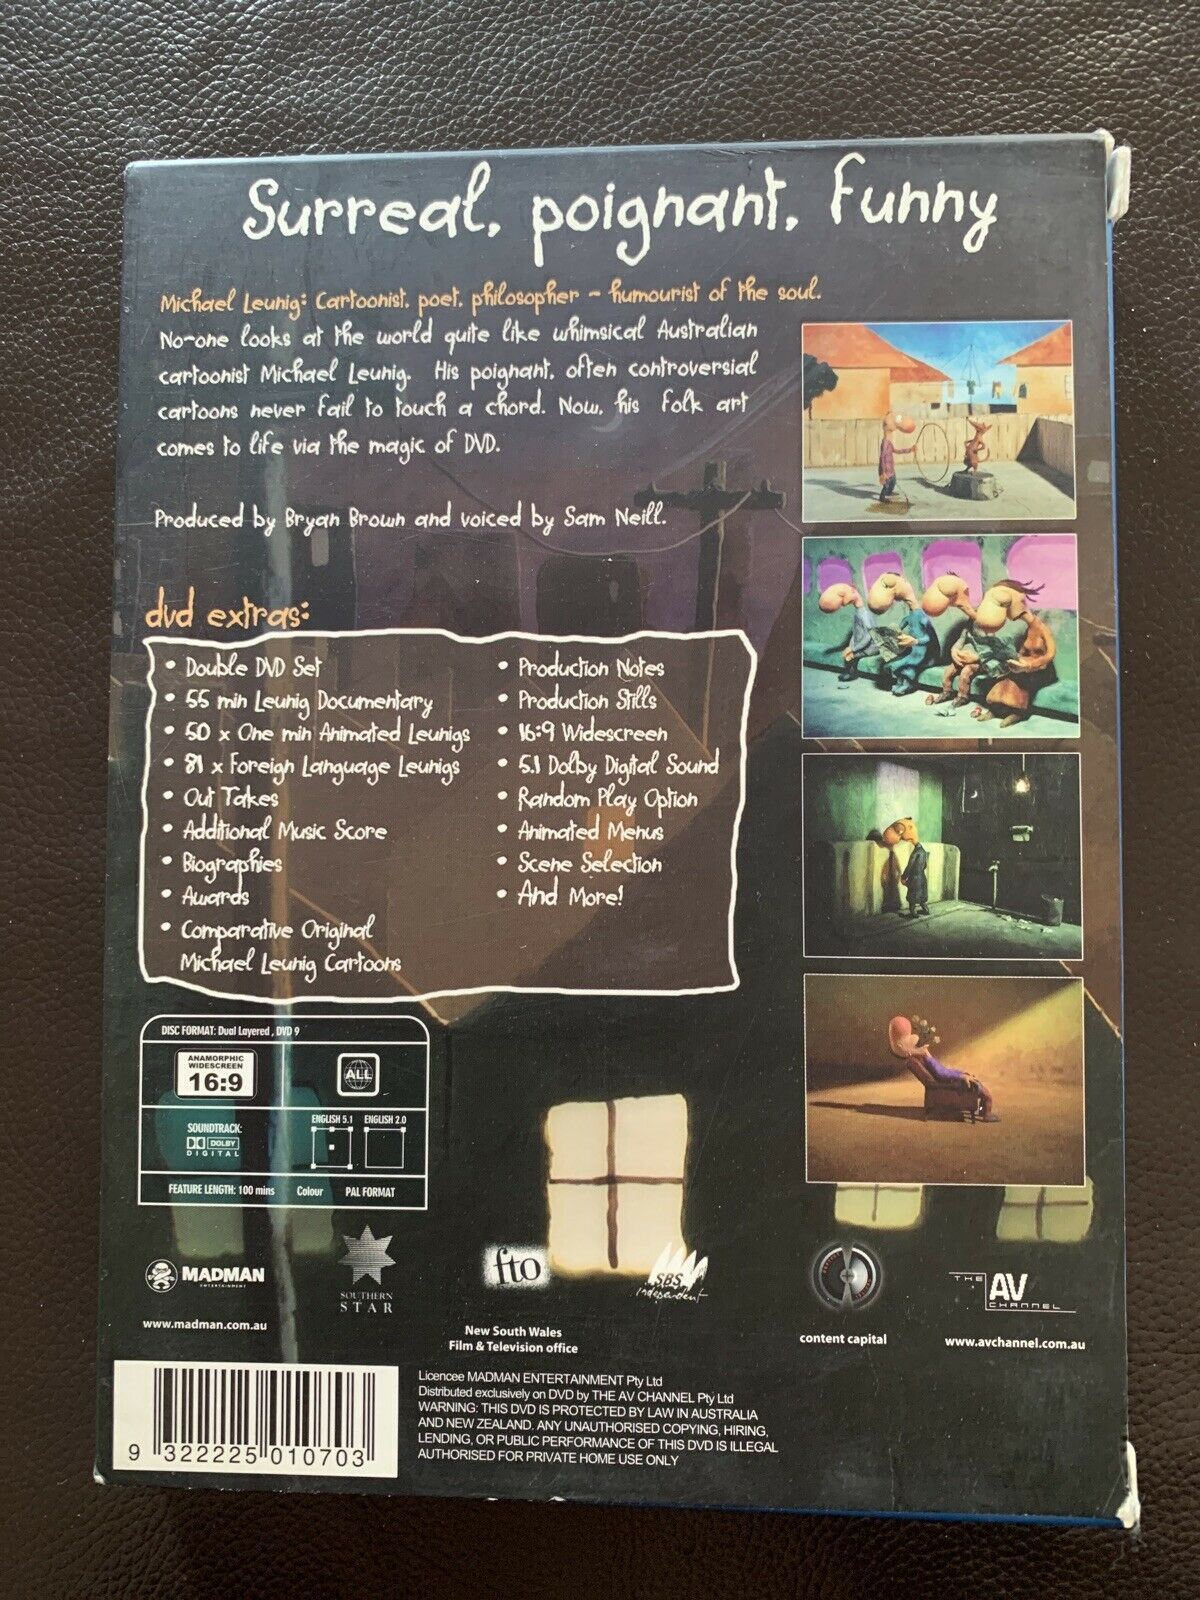 Surreal, poignant, funny
Michael Leunig: Cartoonist, poet, philosopher - humourist of the soul.
No-one looks at the world quite like whimsical Australian
cartoonist Michael Leunig. His poignant, often controversial
cartoons never fail to touch a chord. Now, his folk art
comes to life via the magic of DVD.
Produced by Bryan Brown and voiced by Sam Neill.
dvd extras:
• Double DVD Set
• 55 min Leunig Documentary
• 50 x One min Animated Leunigs
• 81 x Foreign Language Leunigs
• Out Takes
• Additional Music Score
• Biographies
• Awards
• Comparative Original
Michael Leunig Cartoons
• Production Notes
• Production Stills
• 16:9 Widescreen
• 5.1 Dolby Digital Sound
• Random Play Option
• Animated Menus
• Scene Selection
• And More!
DISC FORMAT: Dual Layered, DVD 9
ANAMORPHIC
WIDESCREEN
16:9
ALL
SOUNDTRACK:
DOLBY
DIGITAL
ENGLISH 5.1
ENGLISH 2.0
FEATURE LENGTH: 100 mins Colour PAL FORMAT
MADMAN
ENTERTAINMENT
www.madman.com.au
SOUTHERN
STAR
fto
New South Wales
Film & Television office
SBS
independent
content capital
THE
AV
CHANNEL
www.avchannel.com.au
9 322225 010703
Licencee MADMAN ENTERTAINMENT Pty Ltd
Distributed exclusively on DVD by THE AV CHANNEL Pty Ltd
WARNING: THIS DVD IS PROTECTED BY LAW IN AUSTRALIA
AND NEW ZEALAND. ANY UNAUTHORISED COPYING, HIRING,
LENDING, OR PUBLIC PERFORMANCE OF THIS DVD IS ILLEGAL
AUTHORISED FOR PRIVATE HOME USE ONLY